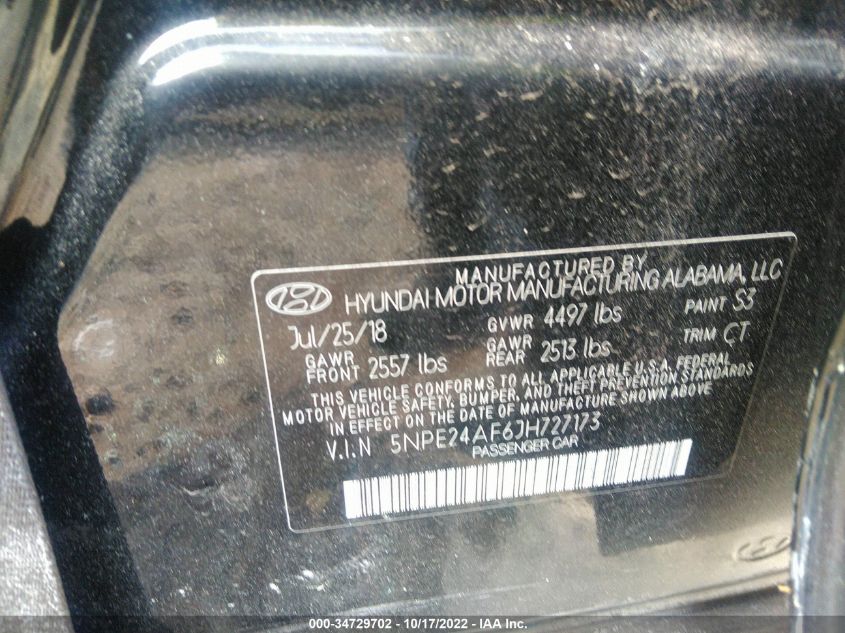 MANUFACTURED BY
HYUNDAI MOTOR MANUFACTURING ALABAMA, LLC
Jul/25/18 GVWR 4497 lbs PAINT S3
GAWR FRONT 2557 lbs GAWR REAR 2513 lbs TRIM CT
THIS VEHICLE CONFORMS TO ALL APPLICABLE U.S.A. FEDERAL
MOTOR VEHICLE SAFETY, BUMPER, AND THEFT PREVENTION STANDARDS
IN EFFECT ON THE DATE OF MANUFACTURE SHOWN ABOVE
V.I.N 5NPE24AF6JH727173
PASSENGER CAR
000-34729702 - 10/17/2022 - IAA Inc.